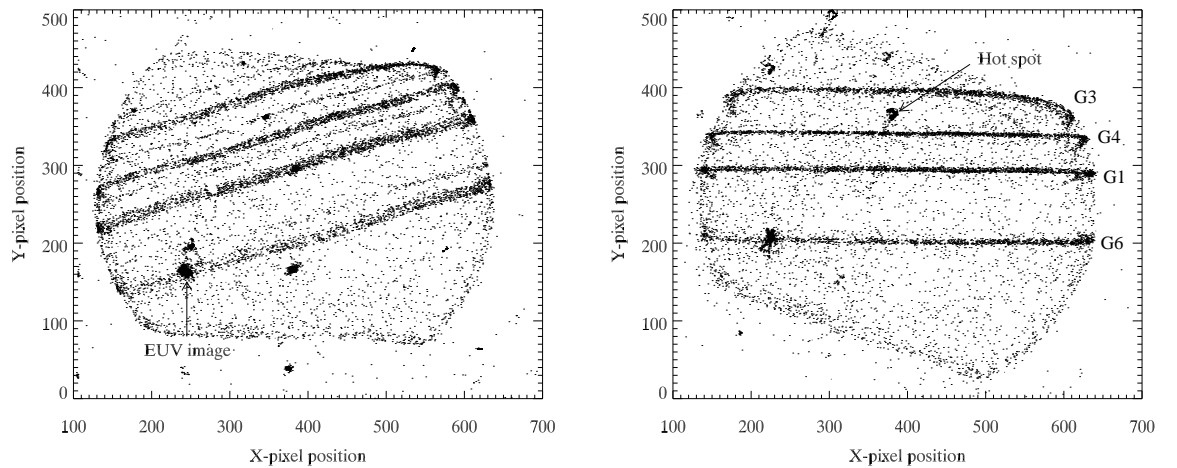 500
400
300
200
100
0
100 200 300 400 500 600 700
X-pixel position
Y-pixel position
EUV image
500
400
300
200
100
0
100 200 300 400 500 600 700
X-pixel position
Y-pixel position
Hot spot
G3
G4
G1
G6